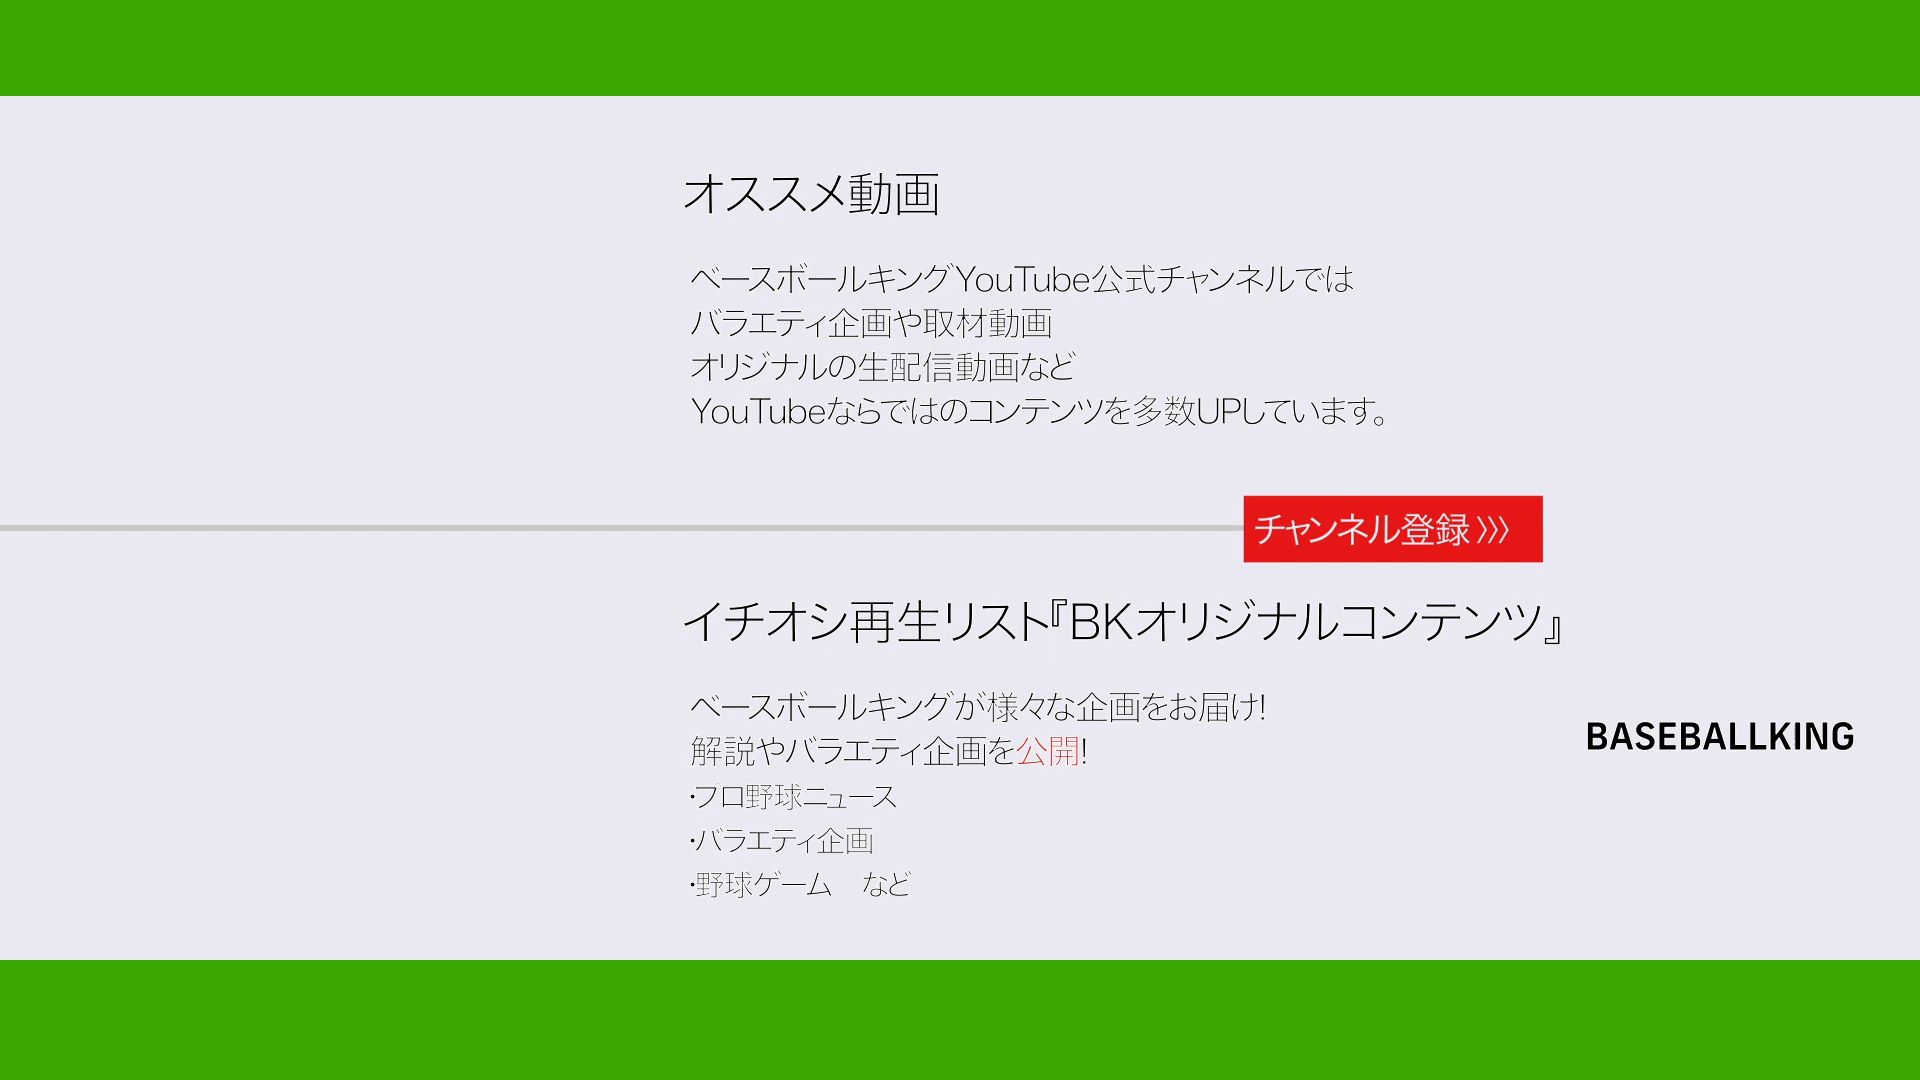 オススメ動画
ベースボールキングYouTube公式チャンネルでは
バラエティ企画や取材動画
オリジナルの生配信動画など
YouTubeならではのコンテンツを多数UPしています。
チャンネル登録 》〉
イチオシ再生リスト『BKオリジナルコンテンツ』
ベースボールキングが様々な企画をお届け!
解説やバラエティ企画を公開!
・プロ野球ニュース
・バラエティ企画
・野球ゲーム　など
BASEBALLKING